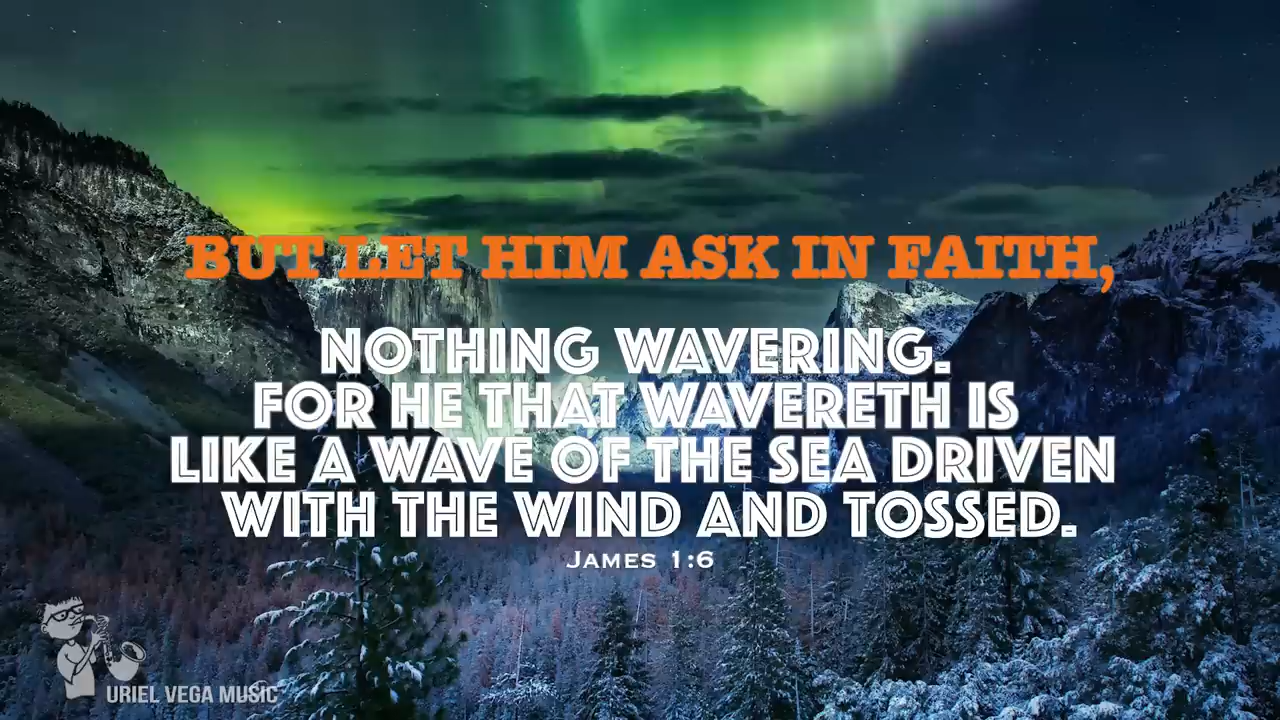 BUT LET HIM ASK IN FAITH,
NOTHING WAVERING.
FOR HE THAT WAVERETH IS
LIKE A WAVE OF THE SEA DRIVEN
WITH THE WIND AND TOSSED.
JAMES 1:6
URIEL VEGA MUSIC